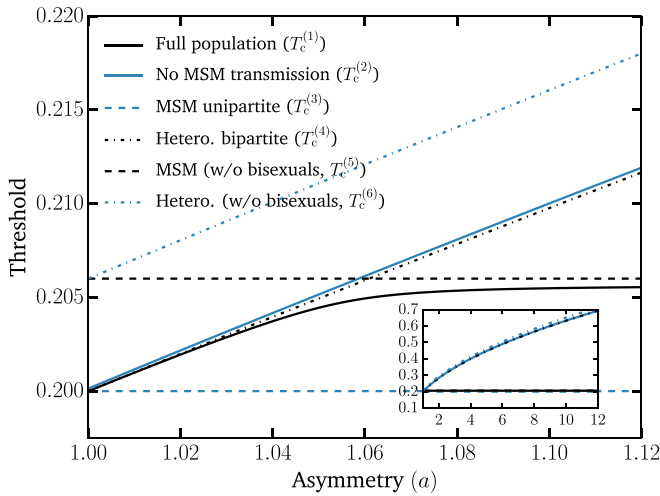 0.220
0.215
0.210
0.205
0.200
Threshold
Full population (T_c^(1))
No MSM transmission (T_c^(2))
MSM unipartite (T_c^(3))
Hetero. bipartite (T_c^(4))
MSM (w/o bisexuals, T_c^(5))
Hetero. (w/o bisexuals, T_c^(6))
0.7
0.6
0.5
0.4
0.3
0.2
0.1
2 4 6 8 10 12
1.00 1.02 1.04 1.06 1.08 1.10 1.12
Asymmetry (a)